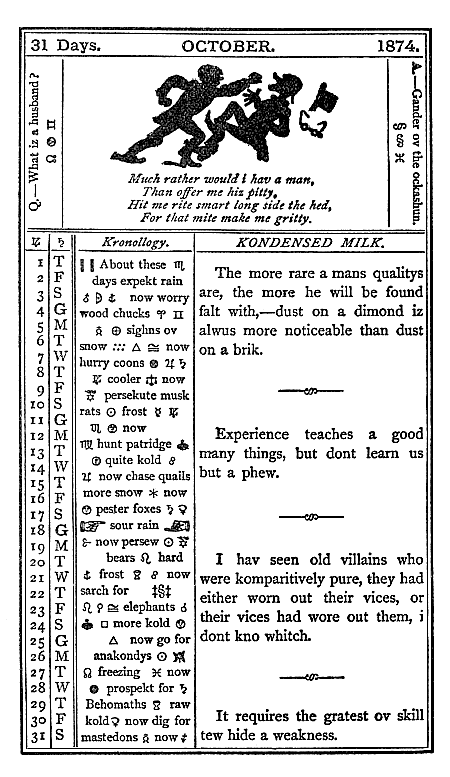 31 Days. OCTOBER. 1874.
Q.—What iz a husband?
☊ ⊗ ♊
A.—Gander ov the ockashun.
Much rather would i hav a man,
Than offer me hiz pitty,
Hit me rite smart long side the hed,
For that mite make me gritty.
Kronollogy.
1 T
2 F
3 S
4 G
5 M
6 T
7 W
8 T
9 F
10 S
11 G
12 M
13 T
14 W
15 T
16 F
17 S
18 G
19 M
20 T
21 W
22 T
23 F
24 S
25 G
26 M
27 T
28 W
29 T
30 F
31 S
About these
days expekt rain
now worry
wood chucks
sighns ov
snow ::: △ ♎ now
hurry coons
cooler now
persekute musk
rats ⊙ frost
now
hunt patridge
quite kold
now chase quails
more snow * now
pester foxes
sour rain
now persew
bears ♌ hard
frost now
sarch for ‡§‡
elephants
□ more kold
△ now go for
anakondys
freezing now
prospekt for
Behomaths raw
kold ♀ now dig for
mastedons now
KONDENSED MILK.
The more rare a mans qualitys
are, the more he will be found
falt with,—dust on a dimond iz
alwus more noticeable than dust
on a brik.
Experience teaches a good
many things, but dont learn us
but a phew.
I hav seen old villains who
were komparitively pure, they had
either worn out their vices, or
their vices had wore out them, i
dont kno whitch.
It requires the gratest ov skill
tew hide a weakness.